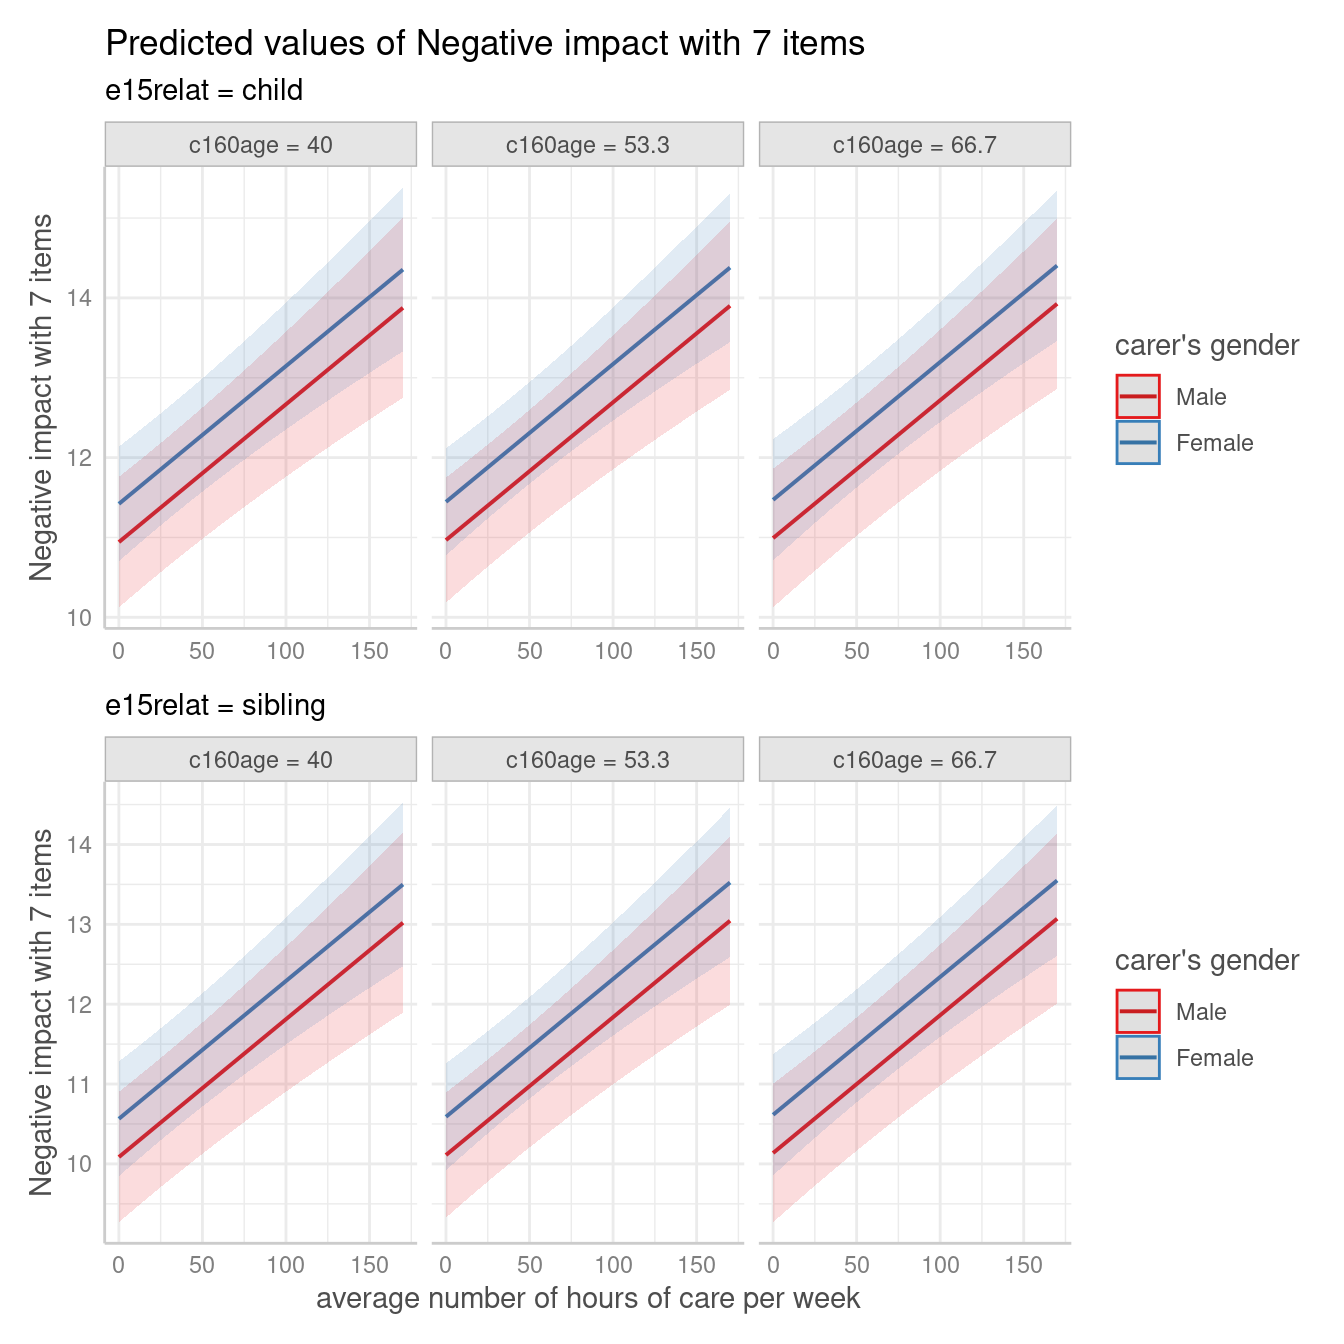 Predicted values of Negative impact with 7 items
e15relat = child
c160age = 40
c160age = 53.3
c160age = 66.7
Negative impact with 7 items
14
12
10
0 50 100 150
0 50 100 150
0 50 100 150
carer's gender
Male
Female
e15relat = sibling
c160age = 40
c160age = 53.3
c160age = 66.7
Negative impact with 7 items
14
13
12
11
10
0 50 100 150
0 50 100 150
0 50 100 150
average number of hours of care per week
carer's gender
Male
Female